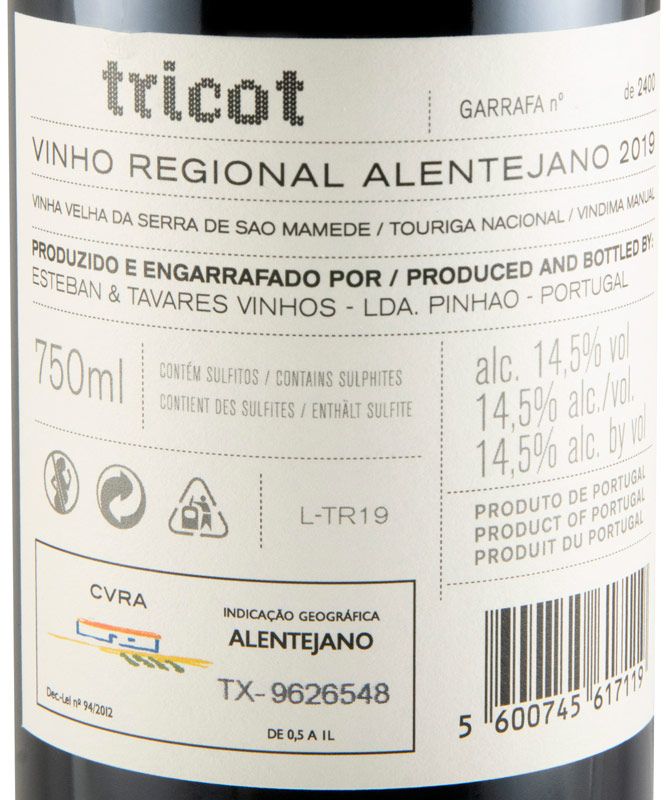 tricot
GARRAFA nº
de 2400
VINHO REGIONAL ALENTEJANO 2019
VINHA VELHA DA SERRA DE SAO MAMEDE / TOURIGA NACIONAL / VINDIMA MANUAL
PRODUZIDO E ENGARRAFADO POR / PRODUCED AND BOTTLED BY:
ESTEBAN & TAVARES VINHOS - LDA. PINHAO - PORTUGAL
750ml
CONTÉM SULFITOS / CONTAINS SULPHITES
CONTIENT DES SULFITES / ENTHÄLT SULFITE
alc. 14,5% vol
14,5% alc./vol.
14,5% alc. by vol
L-TR19
PRODUTO DE PORTUGAL
PRODUCT OF PORTUGAL
PRODUIT DU PORTUGAL
CVRA
Dec.-Lei nº 94/2012
INDICAÇÃO GEOGRÁFICA
ALENTEJANO
TX-9626548
DE 0,5 A 1L
5 600745 617119